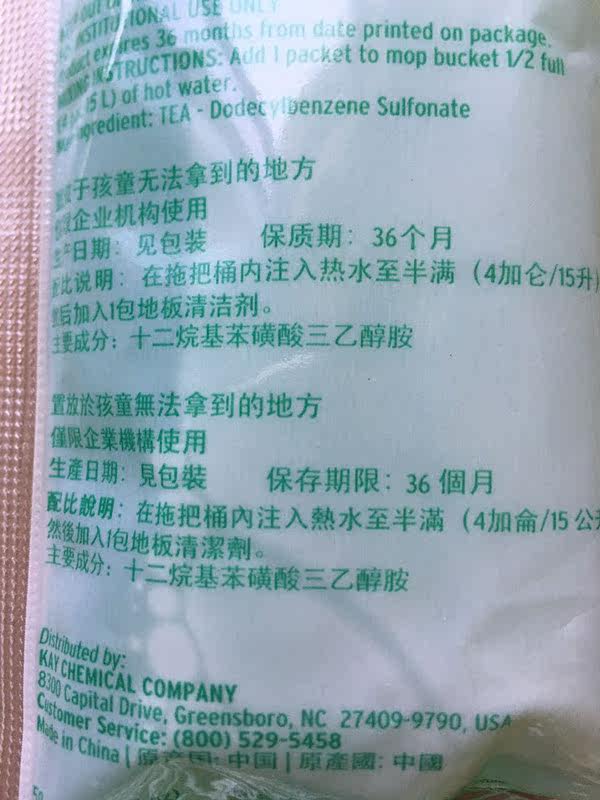 INSTITUTIONAL USE ONLY
expires 36 months from date printed on package.
INSTRUCTIONS: Add 1 packet to mop bucket 1/2 full
L) of hot water.
TEA - Dodecylbenzene Sulfonate
于孩童无法拿到的地方
企业机构使用
产日期: 见包装 保质期: 36个月
比说明: 在拖把桶内注入热水至半满 (4加仑/15升)
后加入1包地板清洁剂。
主要成分: 十二烷基苯磺酸三乙醇胺
置放於孩童無法拿到的地方
僅限企業機構使用
生產日期: 見包裝 保存期限: 36 個月
配比說明: 在拖把桶內注入熱水至半滿 (4加侖/15 公
然後加入1包地板清潔劑。
主要成分: 十二烷基苯磺酸三乙醇胺
Distributed by:
KAY CHEMICAL COMPANY
8300 Capital Drive, Greensboro, NC 27409-9790, USA
Customer Service: (800) 529-5458
Made in China | 原产国: 中国 | 原產國: 中國